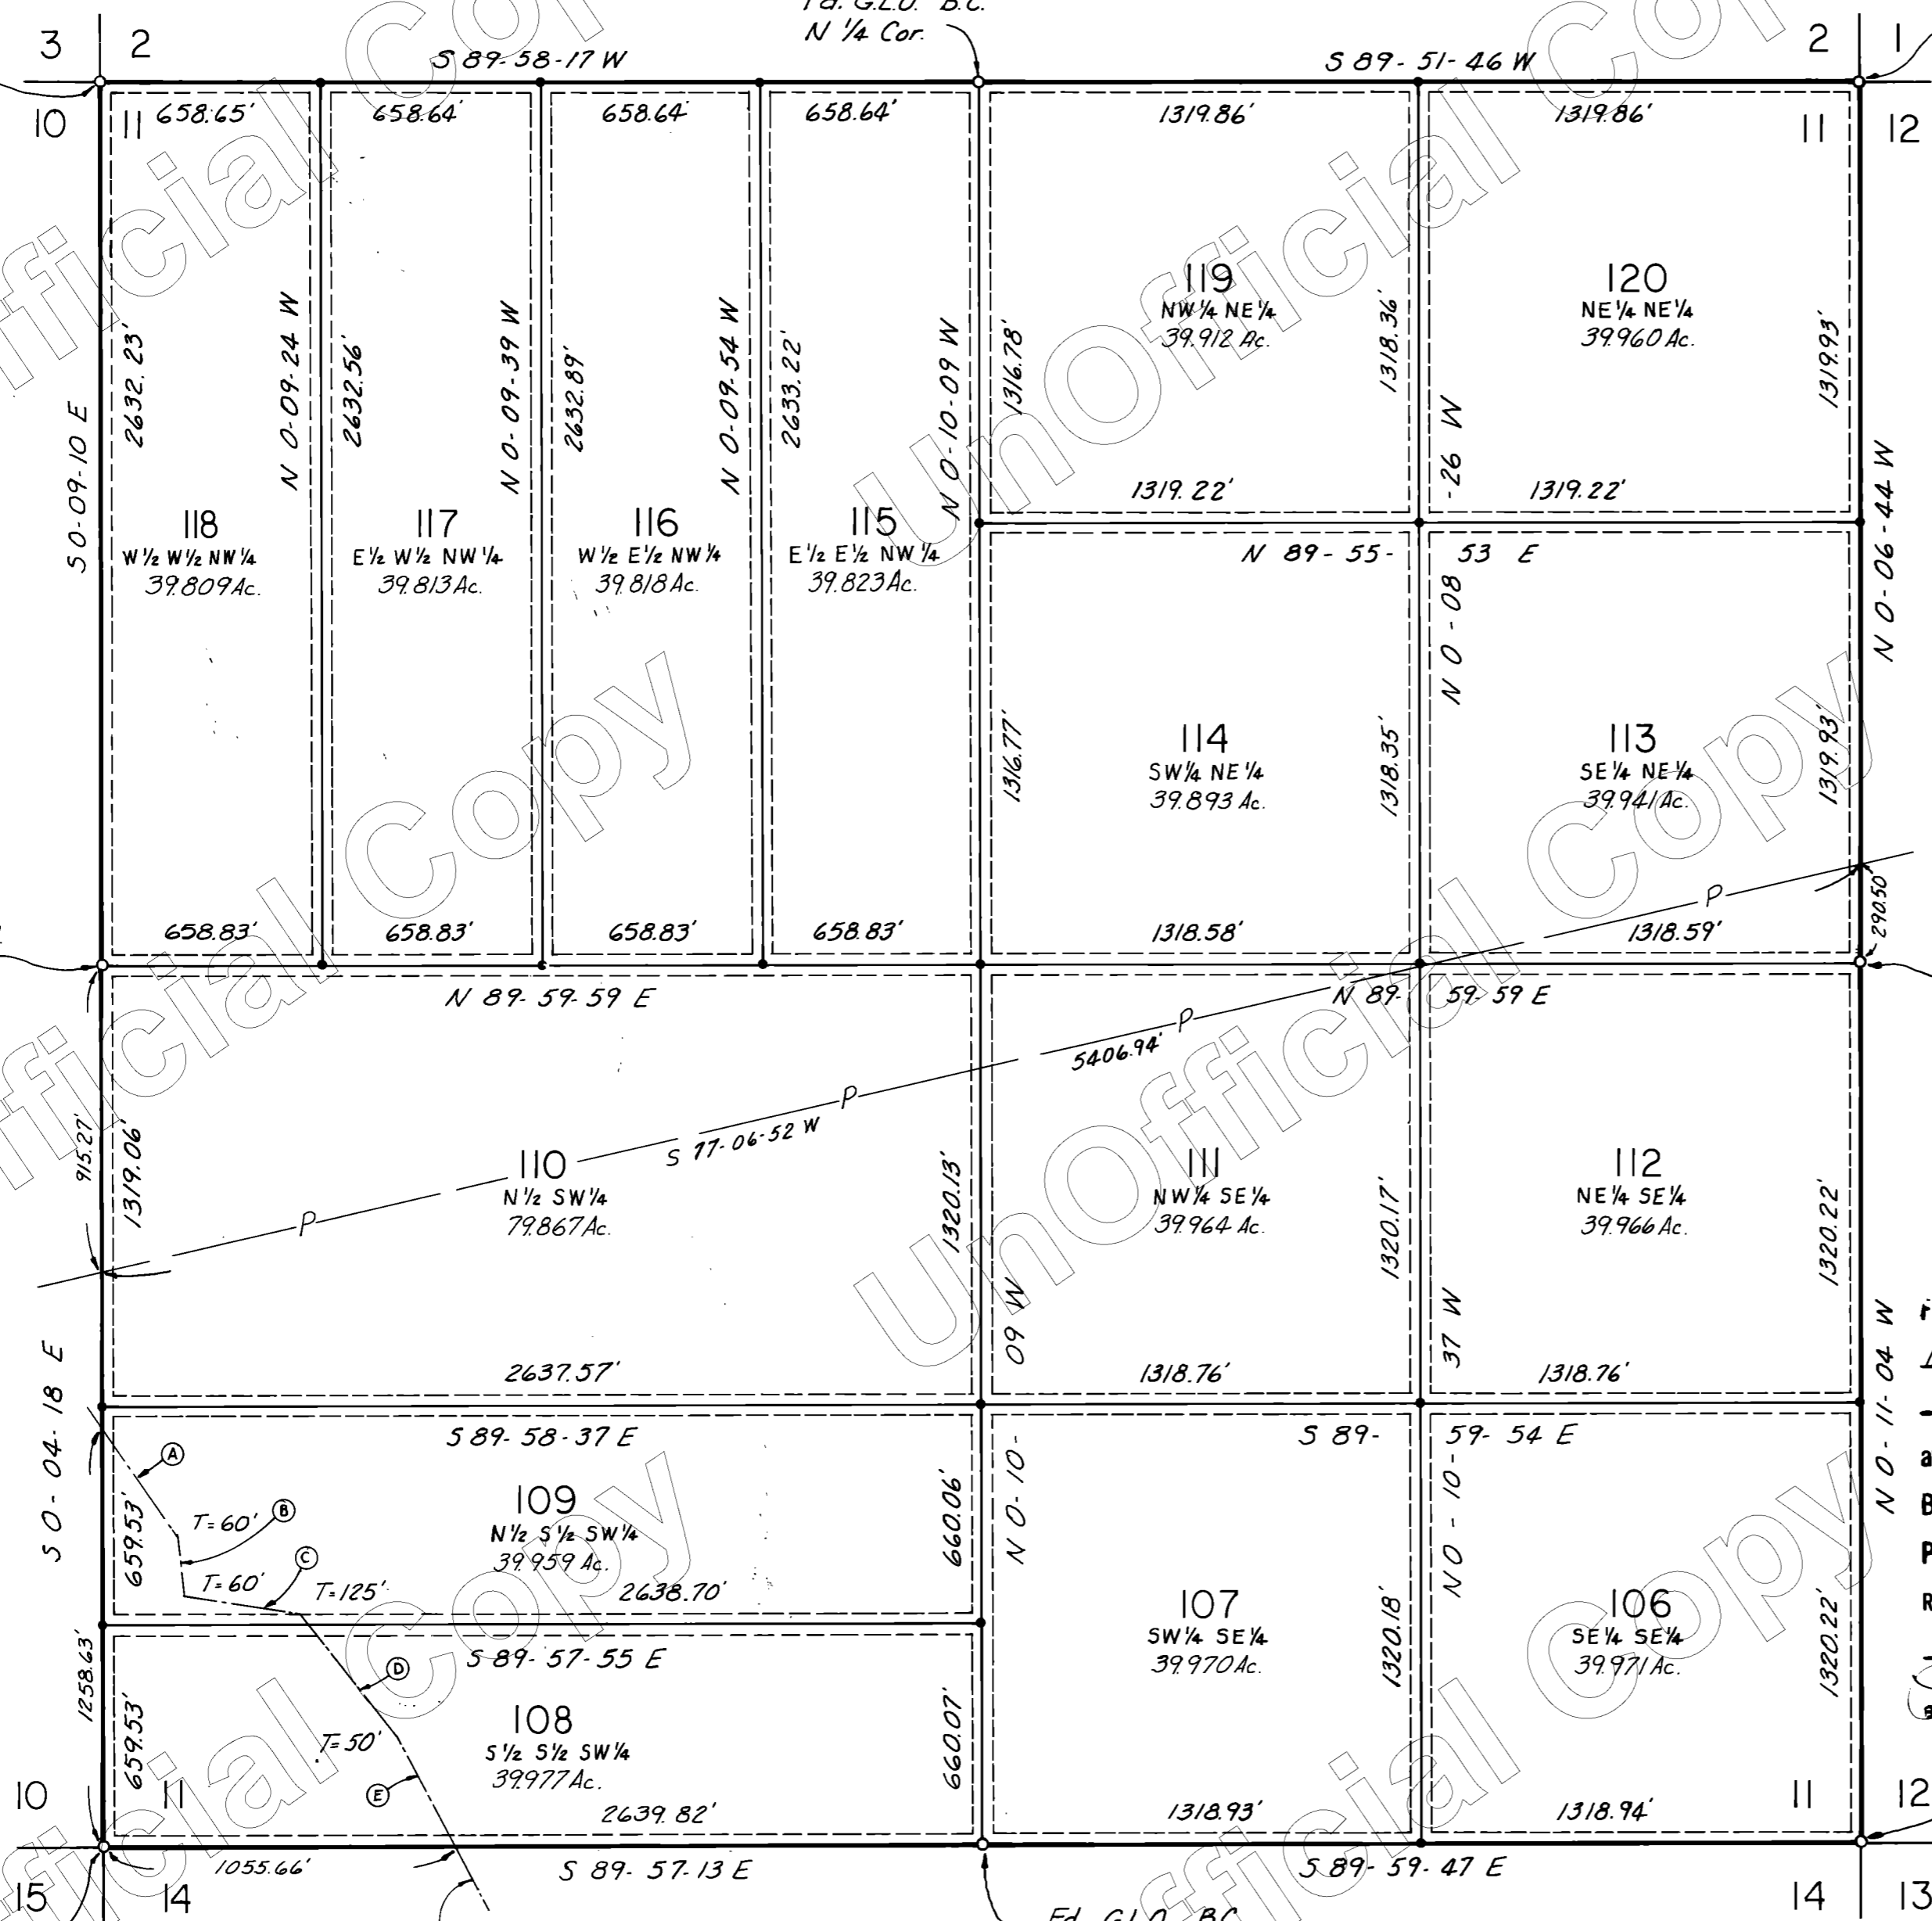 Fd. G.L.O. B.C.
N 1/4 Cor.
3 2
S 89-58-17 W
S 89-51-46 W
2 1
10 11
658.65'
658.64'
658.64'
658.64'
1319.86'
1319.86'
11 12
S 0-09-10 E
2632.23'
N 0-09-24 W
2632.56'
N 0-09-39 W
2632.89'
N 0-09-54 W
2633.22'
N 0-10-09 W
1316.78'
119
NW 1/4 NE 1/4
39.912 Ac.
1318.36'
120
NE 1/4 NE 1/4
39.960 Ac.
1319.93'
1319.22'
-26 W
1319.22'
N 0-06-44 W
118
W 1/2 W 1/2 NW 1/4
39.809 Ac.
117
E 1/2 W 1/2 NW 1/4
39.813 Ac.
116
W 1/2 E 1/2 NW 1/4
39.818 Ac.
115
E 1/2 E 1/2 NW 1/4
39.823 Ac.
N 89-55-
53 E
N 0-08
1316.77'
114
SW 1/4 NE 1/4
39.893 Ac.
1318.35'
113
SE 1/4 NE 1/4
39.941 Ac.
1319.93'
P
290.50
658.83'
658.83'
658.83'
658.83'
1318.58'
1318.59'
N 89-59-59 E
N 89-
59-59 E
P
5406.94'
P
S 77-06-52 W
P
915.27'
1319.06'
110
N 1/2 SW 1/4
79.867 Ac.
1320.13'
111
NW 1/4 SE 1/4
39.964 Ac.
1320.17'
112
NE 1/4 SE 1/4
39.966 Ac.
1320.22'
09 W
37 W
2637.57'
1318.76'
1318.76'
S 0-04-18 E
N 0-11-04 W
S 89-58-37 E
S 89-
59-54 E
A
659.53'
T=60'
B
109
N 1/2 S 1/2 SW 1/4
39.959 Ac.
660.06'
N 0-10-
N 0-10-
C
T=60'
T=125'
2638.70'
107
SW 1/4 SE 1/4
39.970 Ac.
1320.18'
106
SE 1/4 SE 1/4
39.971 Ac.
1320.22'
1258.63'
S 89-57-55 E
659.53'
D
T=50'
E
108
S 1/2 S 1/2 SW 1/4
39.977 Ac.
660.07'
2639.82'
1318.93'
1318.94'
10 11
11 12
1055.66'
S 89-57-13 E
S 89-59-47 E
15 14
14 13
Fd. G.L.O. B.C.
UnOfficial Copy
UnOfficial Copy
UnOfficial Copy
UnOfficial Copy